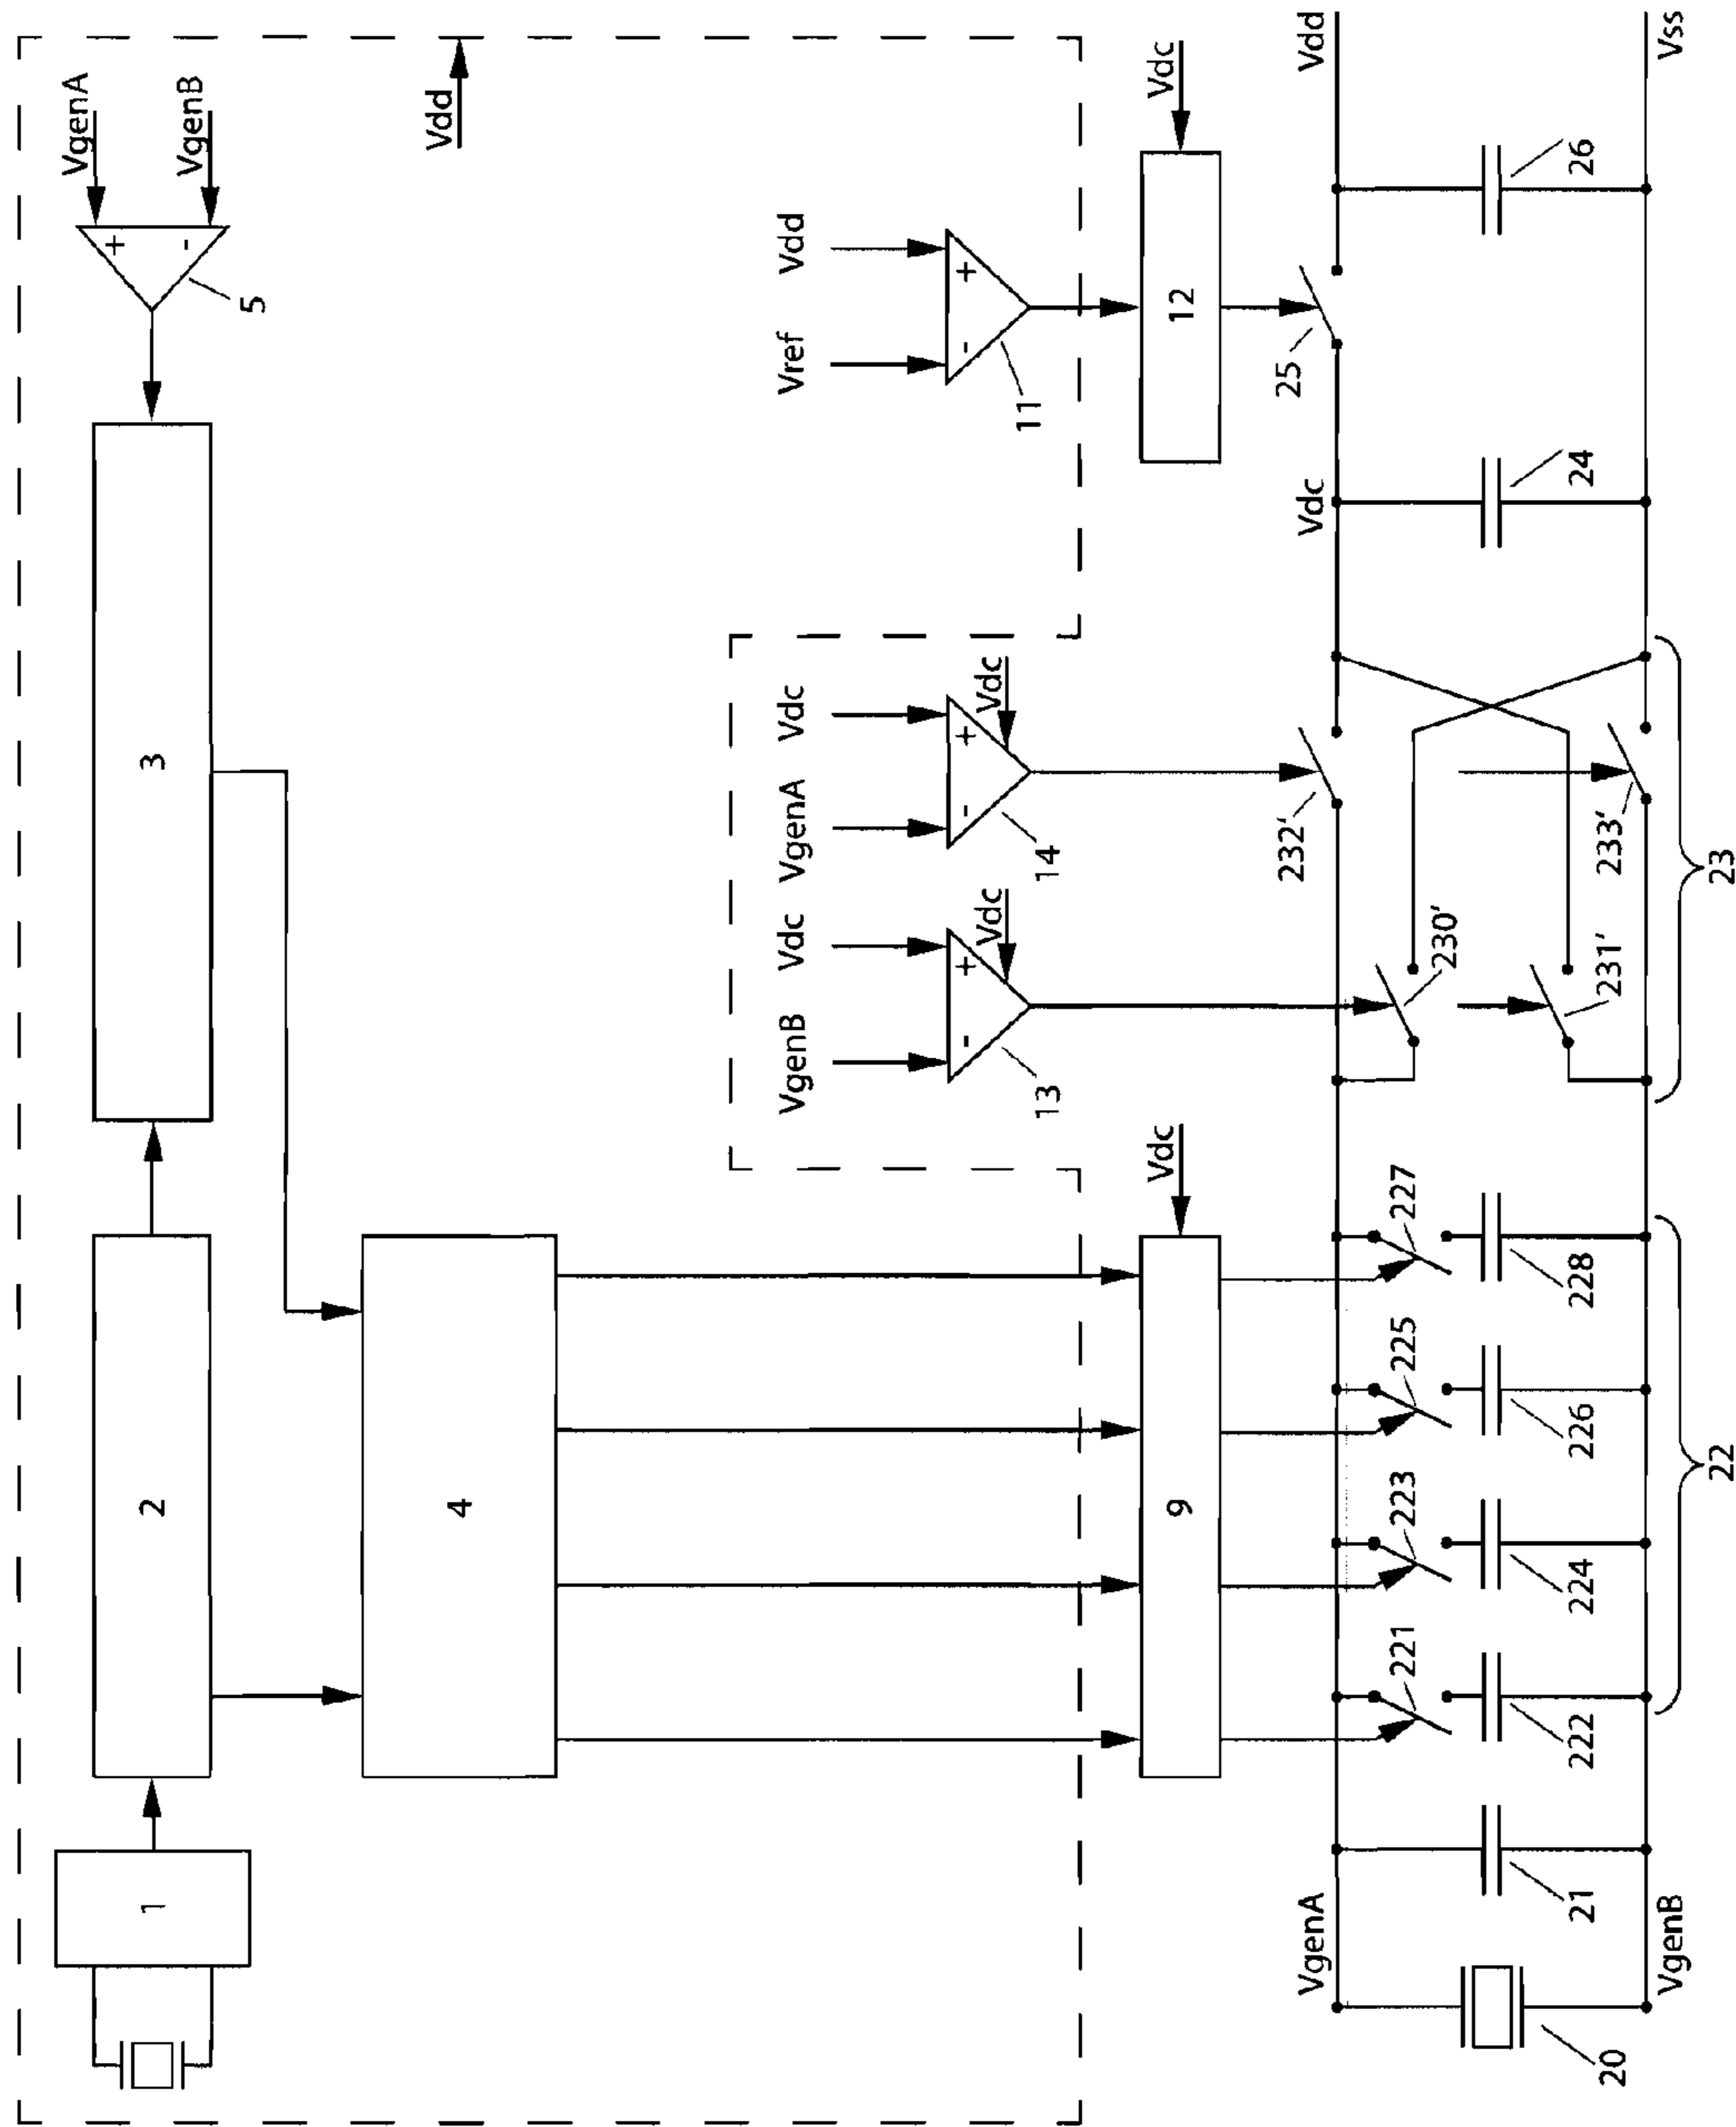 1
2
3
VgenA
VgenB
+
-
5
4
Vdd
VgenB
Vdc
VgenA
Vdc
Vref
Vdd
-
+
Vdc
-
+
Vdc
-
+
13
14
11
9
Vdc
12
Vdc
VgenA
Vdc
Vdd
221
223
225
227
230'
231'
232'
233'
25
20
21
222
224
226
228
24
26
VgenB
Vss
22
23